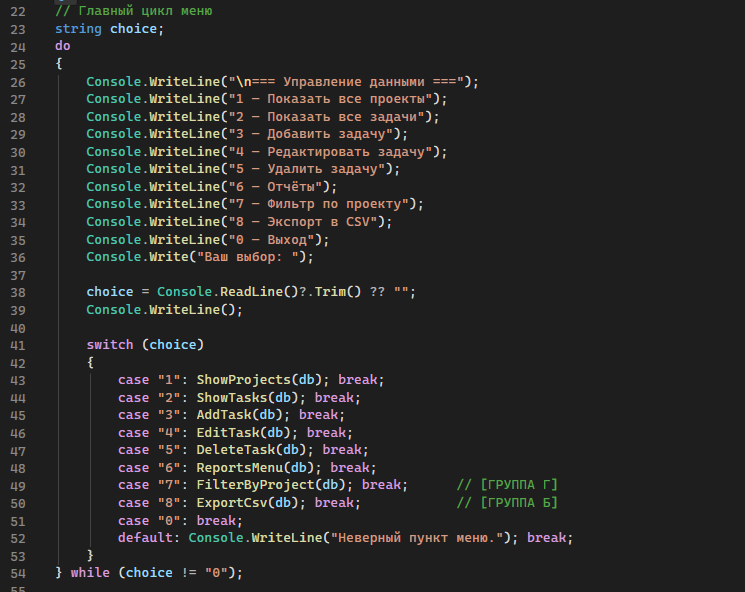 22 // Главный цикл меню
23 string choice;
24 do
25 {
26 Console.WriteLine("\n=== Управление данными ===");
27 Console.WriteLine("1 — Показать все проекты");
28 Console.WriteLine("2 — Показать все задачи");
29 Console.WriteLine("3 — Добавить задачу");
30 Console.WriteLine("4 — Редактировать задачу");
31 Console.WriteLine("5 — Удалить задачу");
32 Console.WriteLine("6 — Отчёты");
33 Console.WriteLine("7 — Фильтр по проекту");
34 Console.WriteLine("8 — Экспорт в CSV");
35 Console.WriteLine("0 — Выход");
36 Console.Write("Ваш выбор: ");
37
38 choice = Console.ReadLine()?.Trim() ?? "";
39 Console.WriteLine();
40
41 switch (choice)
42 {
43 case "1": ShowProjects(db); break;
44 case "2": ShowTasks(db); break;
45 case "3": AddTask(db); break;
46 case "4": EditTask(db); break;
47 case "5": DeleteTask(db); break;
48 case "6": ReportsMenu(db); break;
49 case "7": FilterByProject(db); break; // [ГРУППА Г]
50 case "8": ExportCsv(db); break; // [ГРУППА Б]
51 case "0": break;
52 default: Console.WriteLine("Неверный пункт меню."); break;
53 }
54 } while (choice != "0");
55